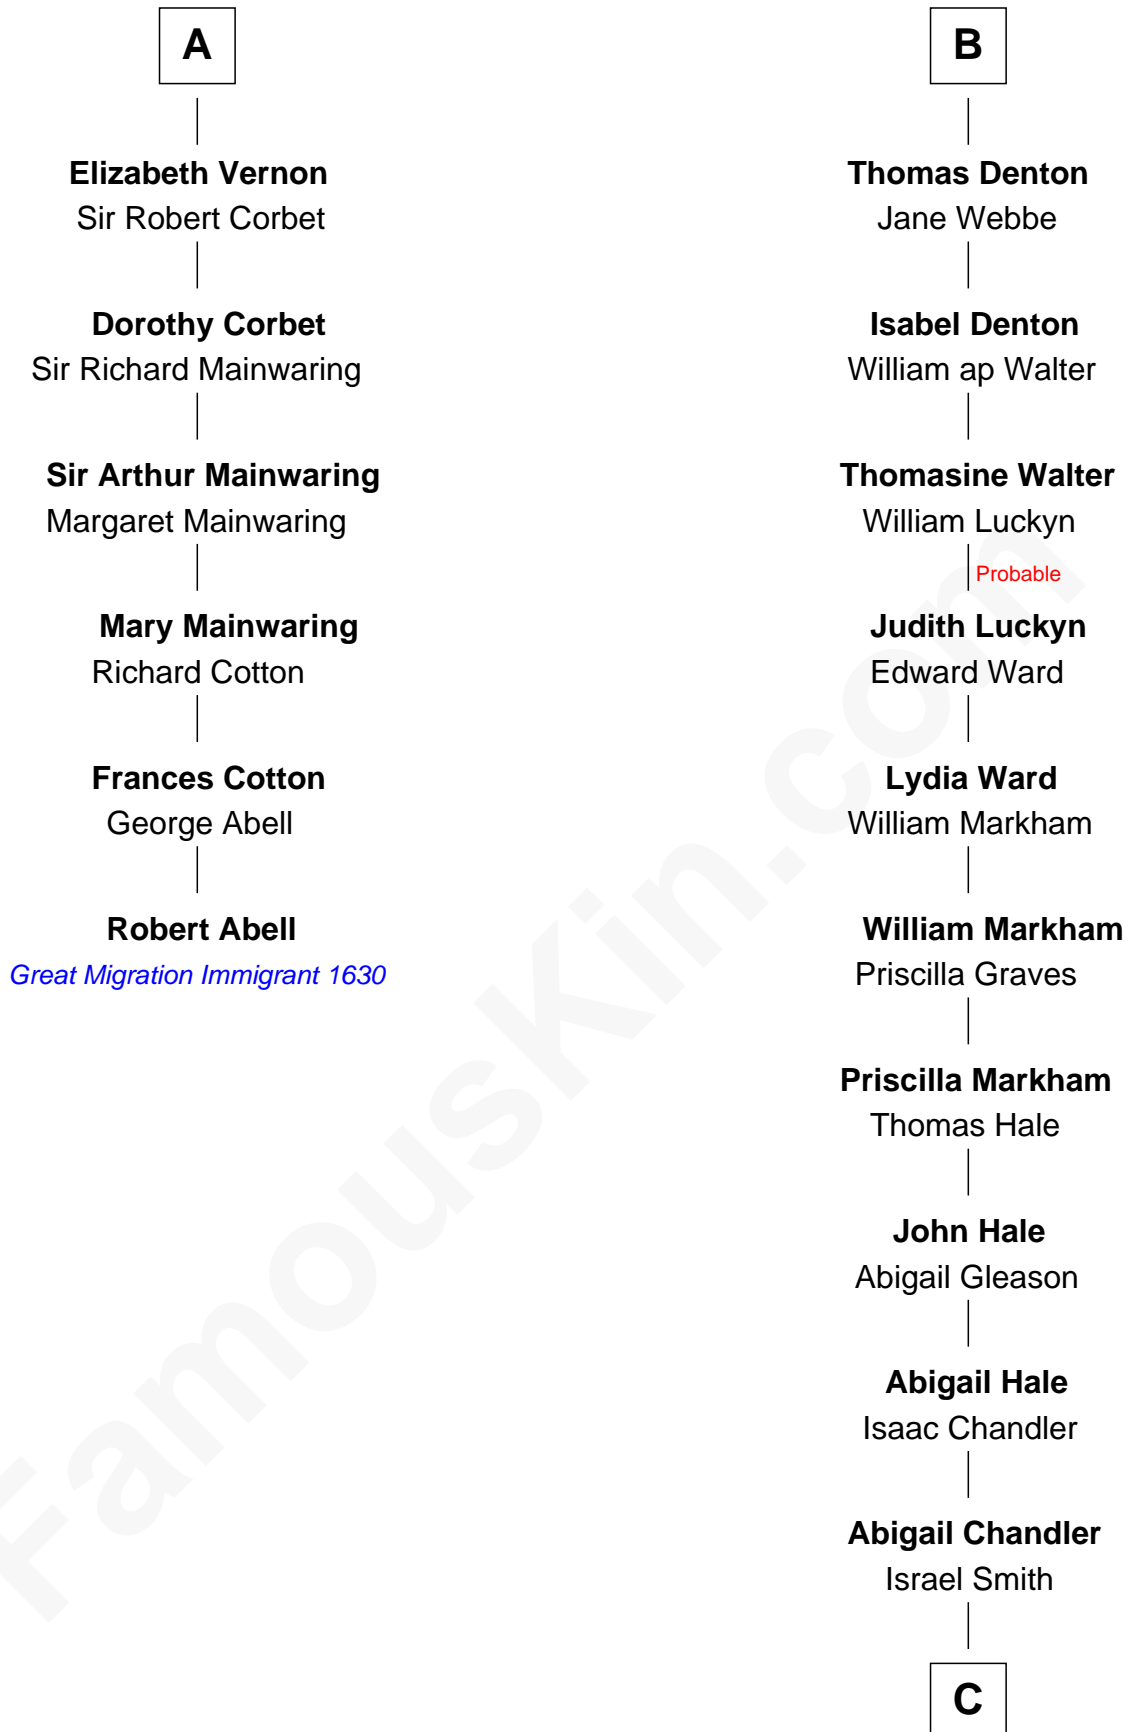 A
Elizabeth Vernon
Sir Robert Corbet
Dorothy Corbet
Sir Richard Mainwaring
Sir Arthur Mainwaring
Margaret Mainwaring
Mary Mainwaring
Richard Cotton
Frances Cotton
George Abell
Robert Abell
Great Migration Immigrant 1630
B
Thomas Denton
Jane Webbe
Isabel Denton
William ap Walter
Thomasine Walter
William Luckyn
Probable
Judith Luckyn
Edward Ward
Lydia Ward
William Markham
William Markham
Priscilla Graves
Priscilla Markham
Thomas Hale
John Hale
Abigail Gleason
Abigail Hale
Isaac Chandler
Abigail Chandler
Israel Smith
C
FamousKin.com